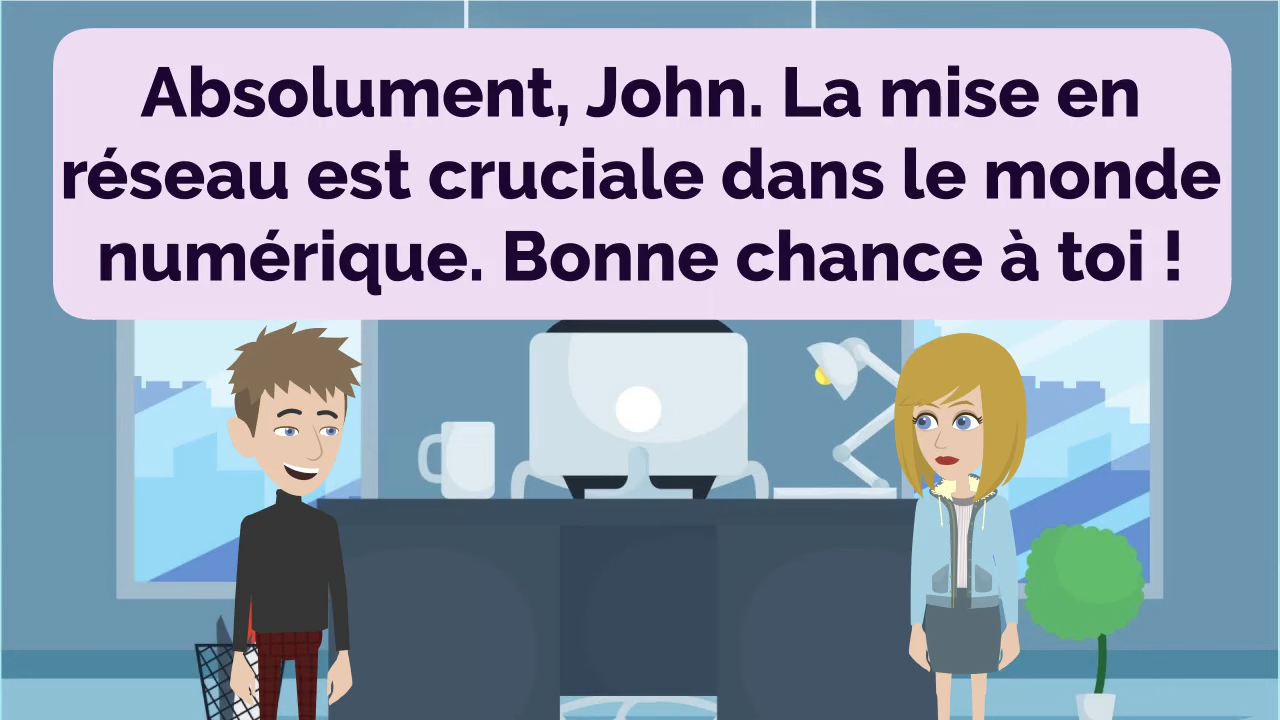 Absolument, John. La mise en
réseau est cruciale dans le monde
numérique. Bonne chance à toi !